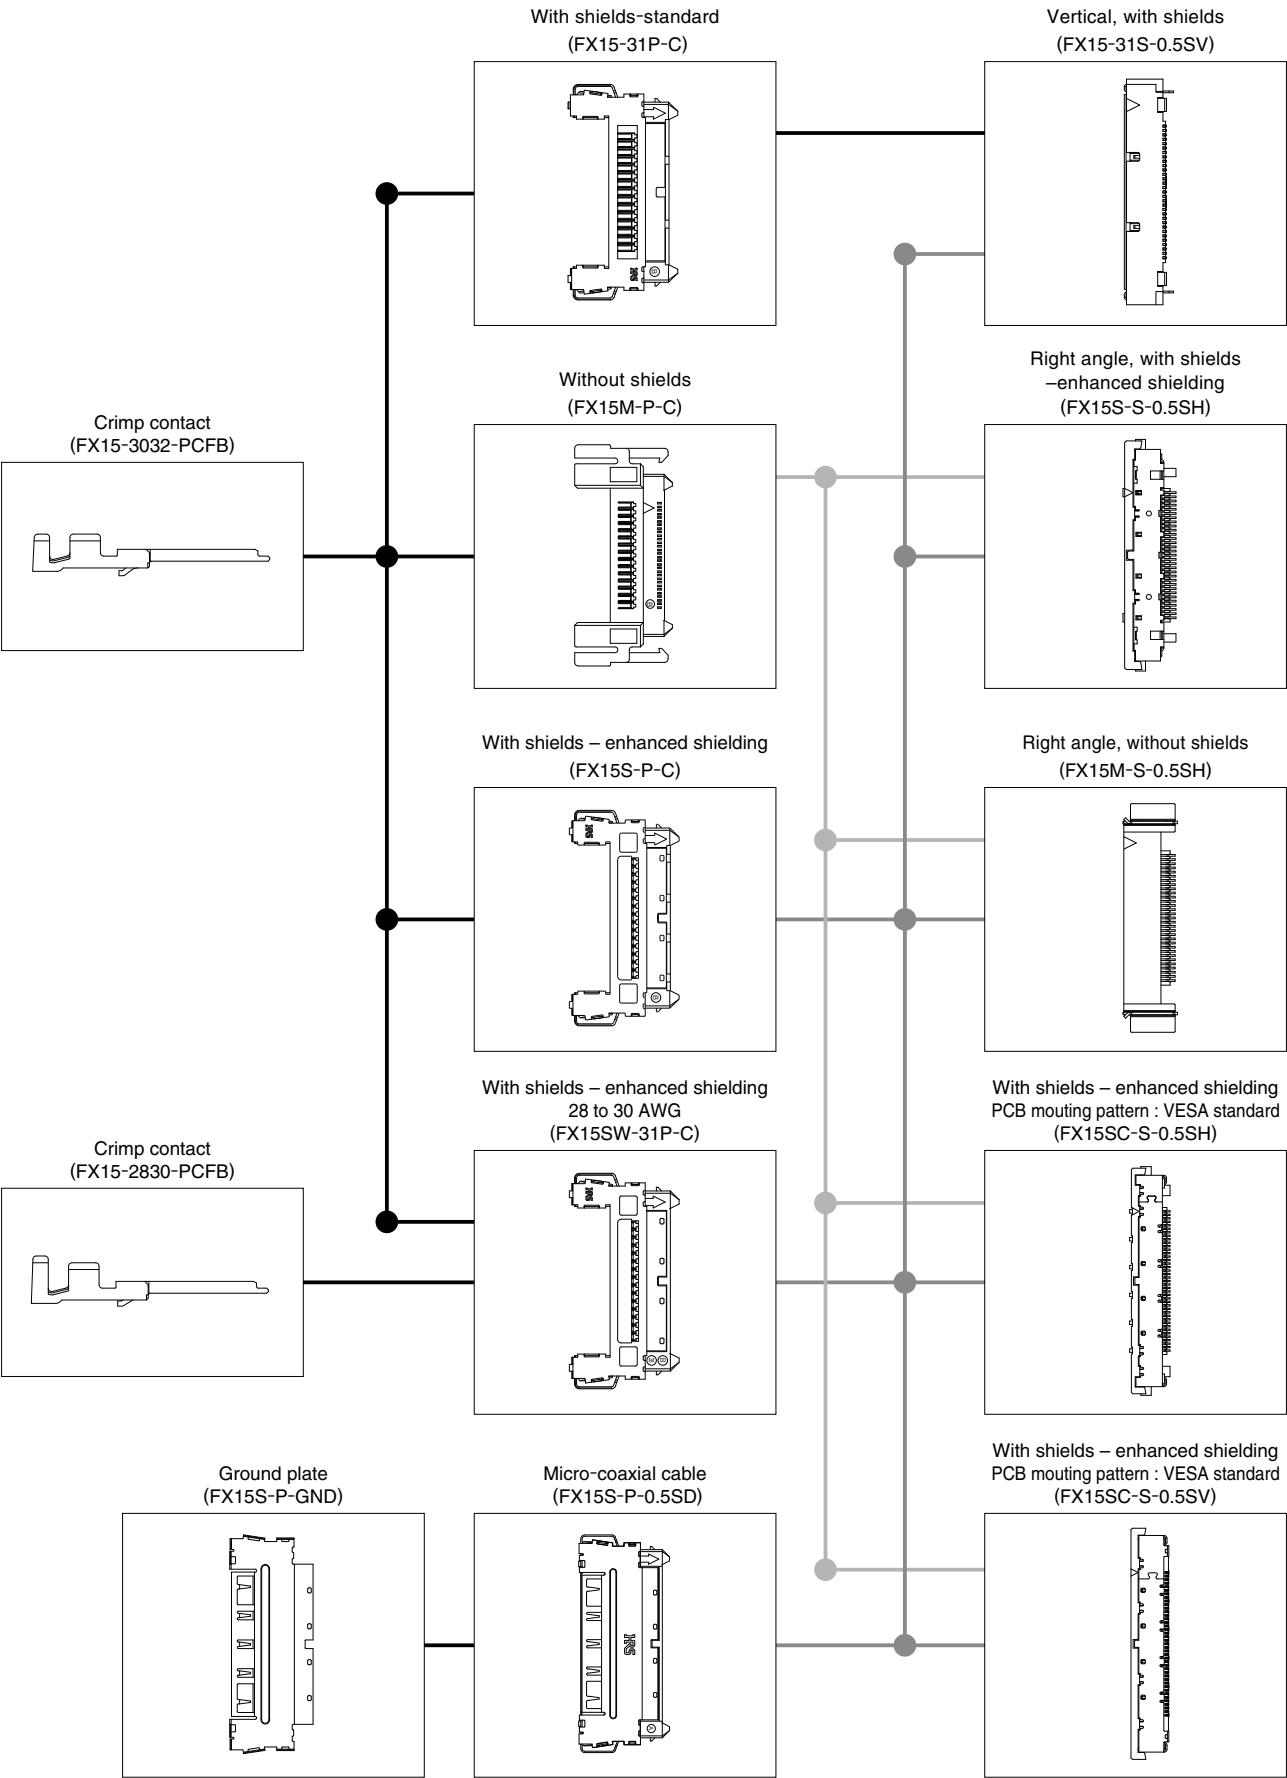 With shields-standard
(FX15-31P-C)
Vertical, with shields
(FX15-31S-0.5SV)
Without shields
(FX15M-P-C)
Right angle, with shields
–enhanced shielding
(FX15S-S-0.5SH)
Crimp contact
(FX15-3032-PCFB)
With shields – enhanced shielding
(FX15S-P-C)
Right angle, without shields
(FX15M-S-0.5SH)
With shields – enhanced shielding
28 to 30 AWG
(FX15SW-31P-C)
With shields – enhanced shielding
PCB mouting pattern : VESA standard
(FX15SC-S-0.5SH)
Crimp contact
(FX15-2830-PCFB)
Ground plate
(FX15S-P-GND)
Micro-coaxial cable
(FX15S-P-0.5SD)
With shields – enhanced shielding
PCB mouting pattern : VESA standard
(FX15SC-S-0.5SV)
HRS